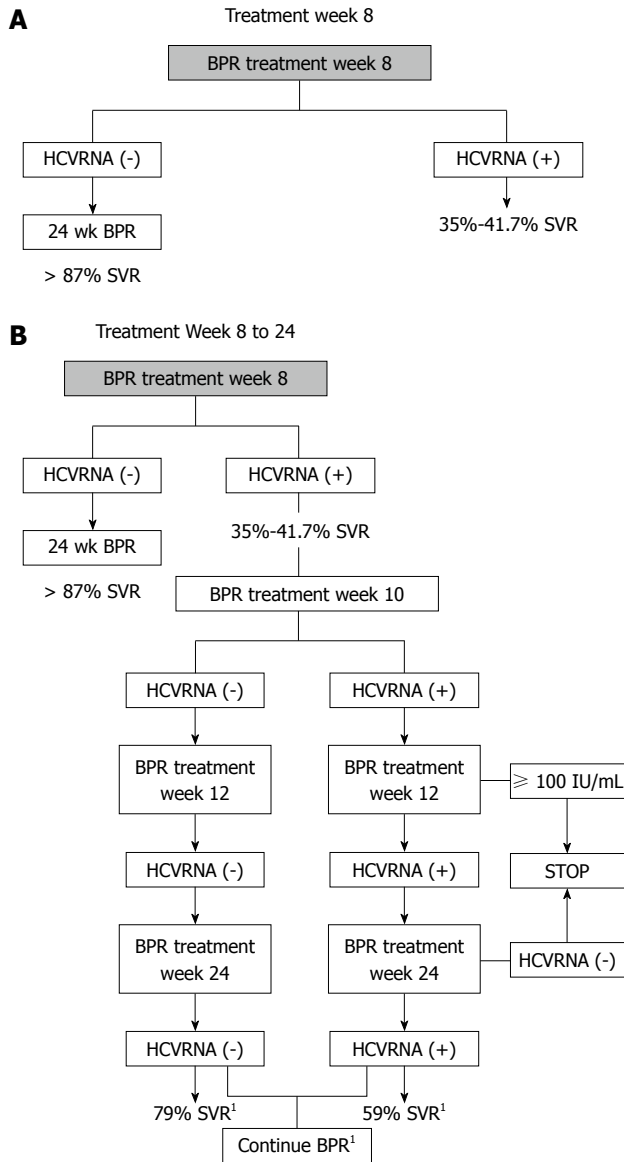 A
Treatment week 8
BPR treatment week 8
HCVRNA (-)
HCVRNA (+)
24 wk BPR
35%-41.7% SVR
> 87% SVR
B
Treatment Week 8 to 24
BPR treatment week 8
HCVRNA (-)
HCVRNA (+)
24 wk BPR
35%-41.7% SVR
> 87% SVR
BPR treatment week 10
HCVRNA (-)
HCVRNA (+)
BPR treatment
week 12
BPR treatment
week 12
⩾ 100 IU/mL
HCVRNA (-)
HCVRNA (+)
STOP
BPR treatment
week 24
BPR treatment
week 24
HCVRNA (-)
HCVRNA (-)
HCVRNA (+)
79% SVR¹
59% SVR¹
Continue BPR¹